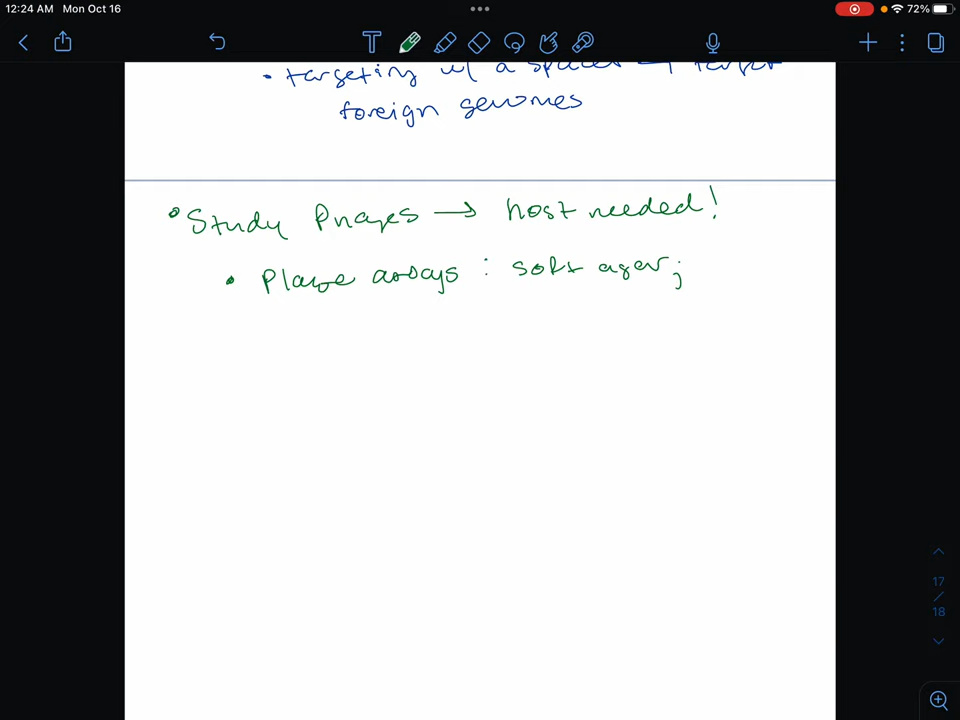 12:24 AM Mon Oct 16
72%
T
• targeting w/ a spacer → target
foreign genomes
• Study Phages → host needed!
• Plaque assays : soft agar;
17
/
18